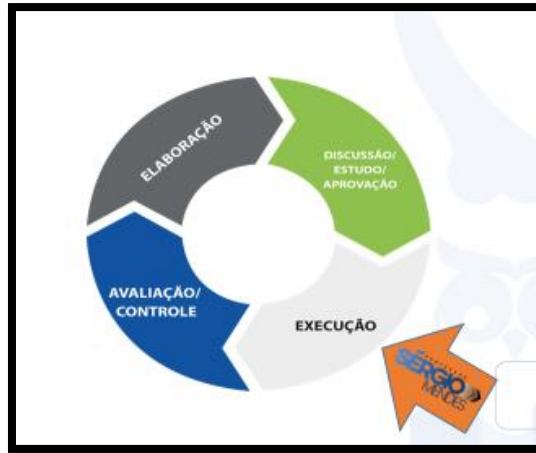 ELABORAÇÃO
DISCUSSÃO/
ESTUDO/
APROVAÇÃO
AVALIAÇÃO/
CONTROLE
EXECUÇÃO
SÉRGIO
MENDES